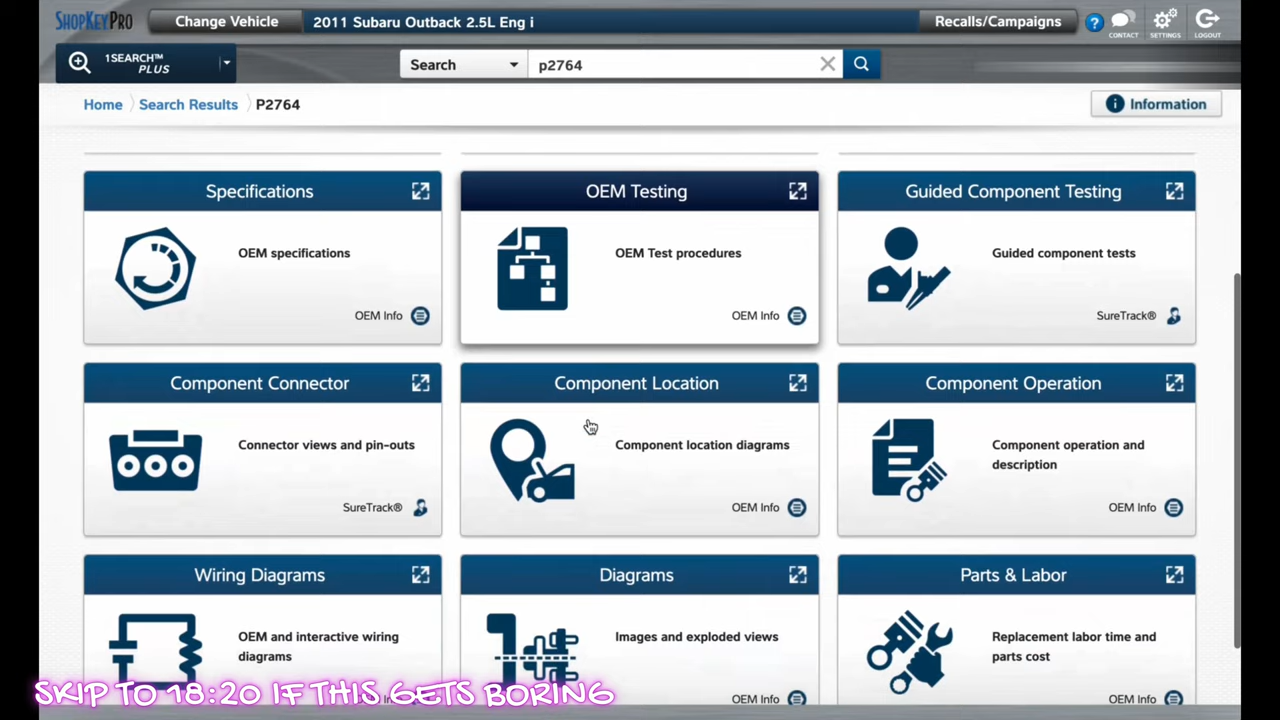 SHOPKEYPRO
Change Vehicle
2011 Subaru Outback 2.5L Eng i
Recalls/Campaigns
?
CONTACT
SETTINGS
LOGOUT
1SEARCH™
PLUS
Search
p2764
Home
Search Results
P2764
Information
Specifications
OEM specifications
OEM Info
OEM Testing
OEM Test procedures
OEM Info
Guided Component Testing
Guided component tests
SureTrack®
Component Connector
Connector views and pin-outs
SureTrack®
Component Location
Component location diagrams
OEM Info
Component Operation
Component operation and
description
OEM Info
Wiring Diagrams
OEM and interactive wiring
diagrams
Diagrams
Images and exploded views
OEM Info
Parts & Labor
Replacement labor time and
parts cost
OEM Info
SKIP TO 18:20 IF THIS GETS BORING